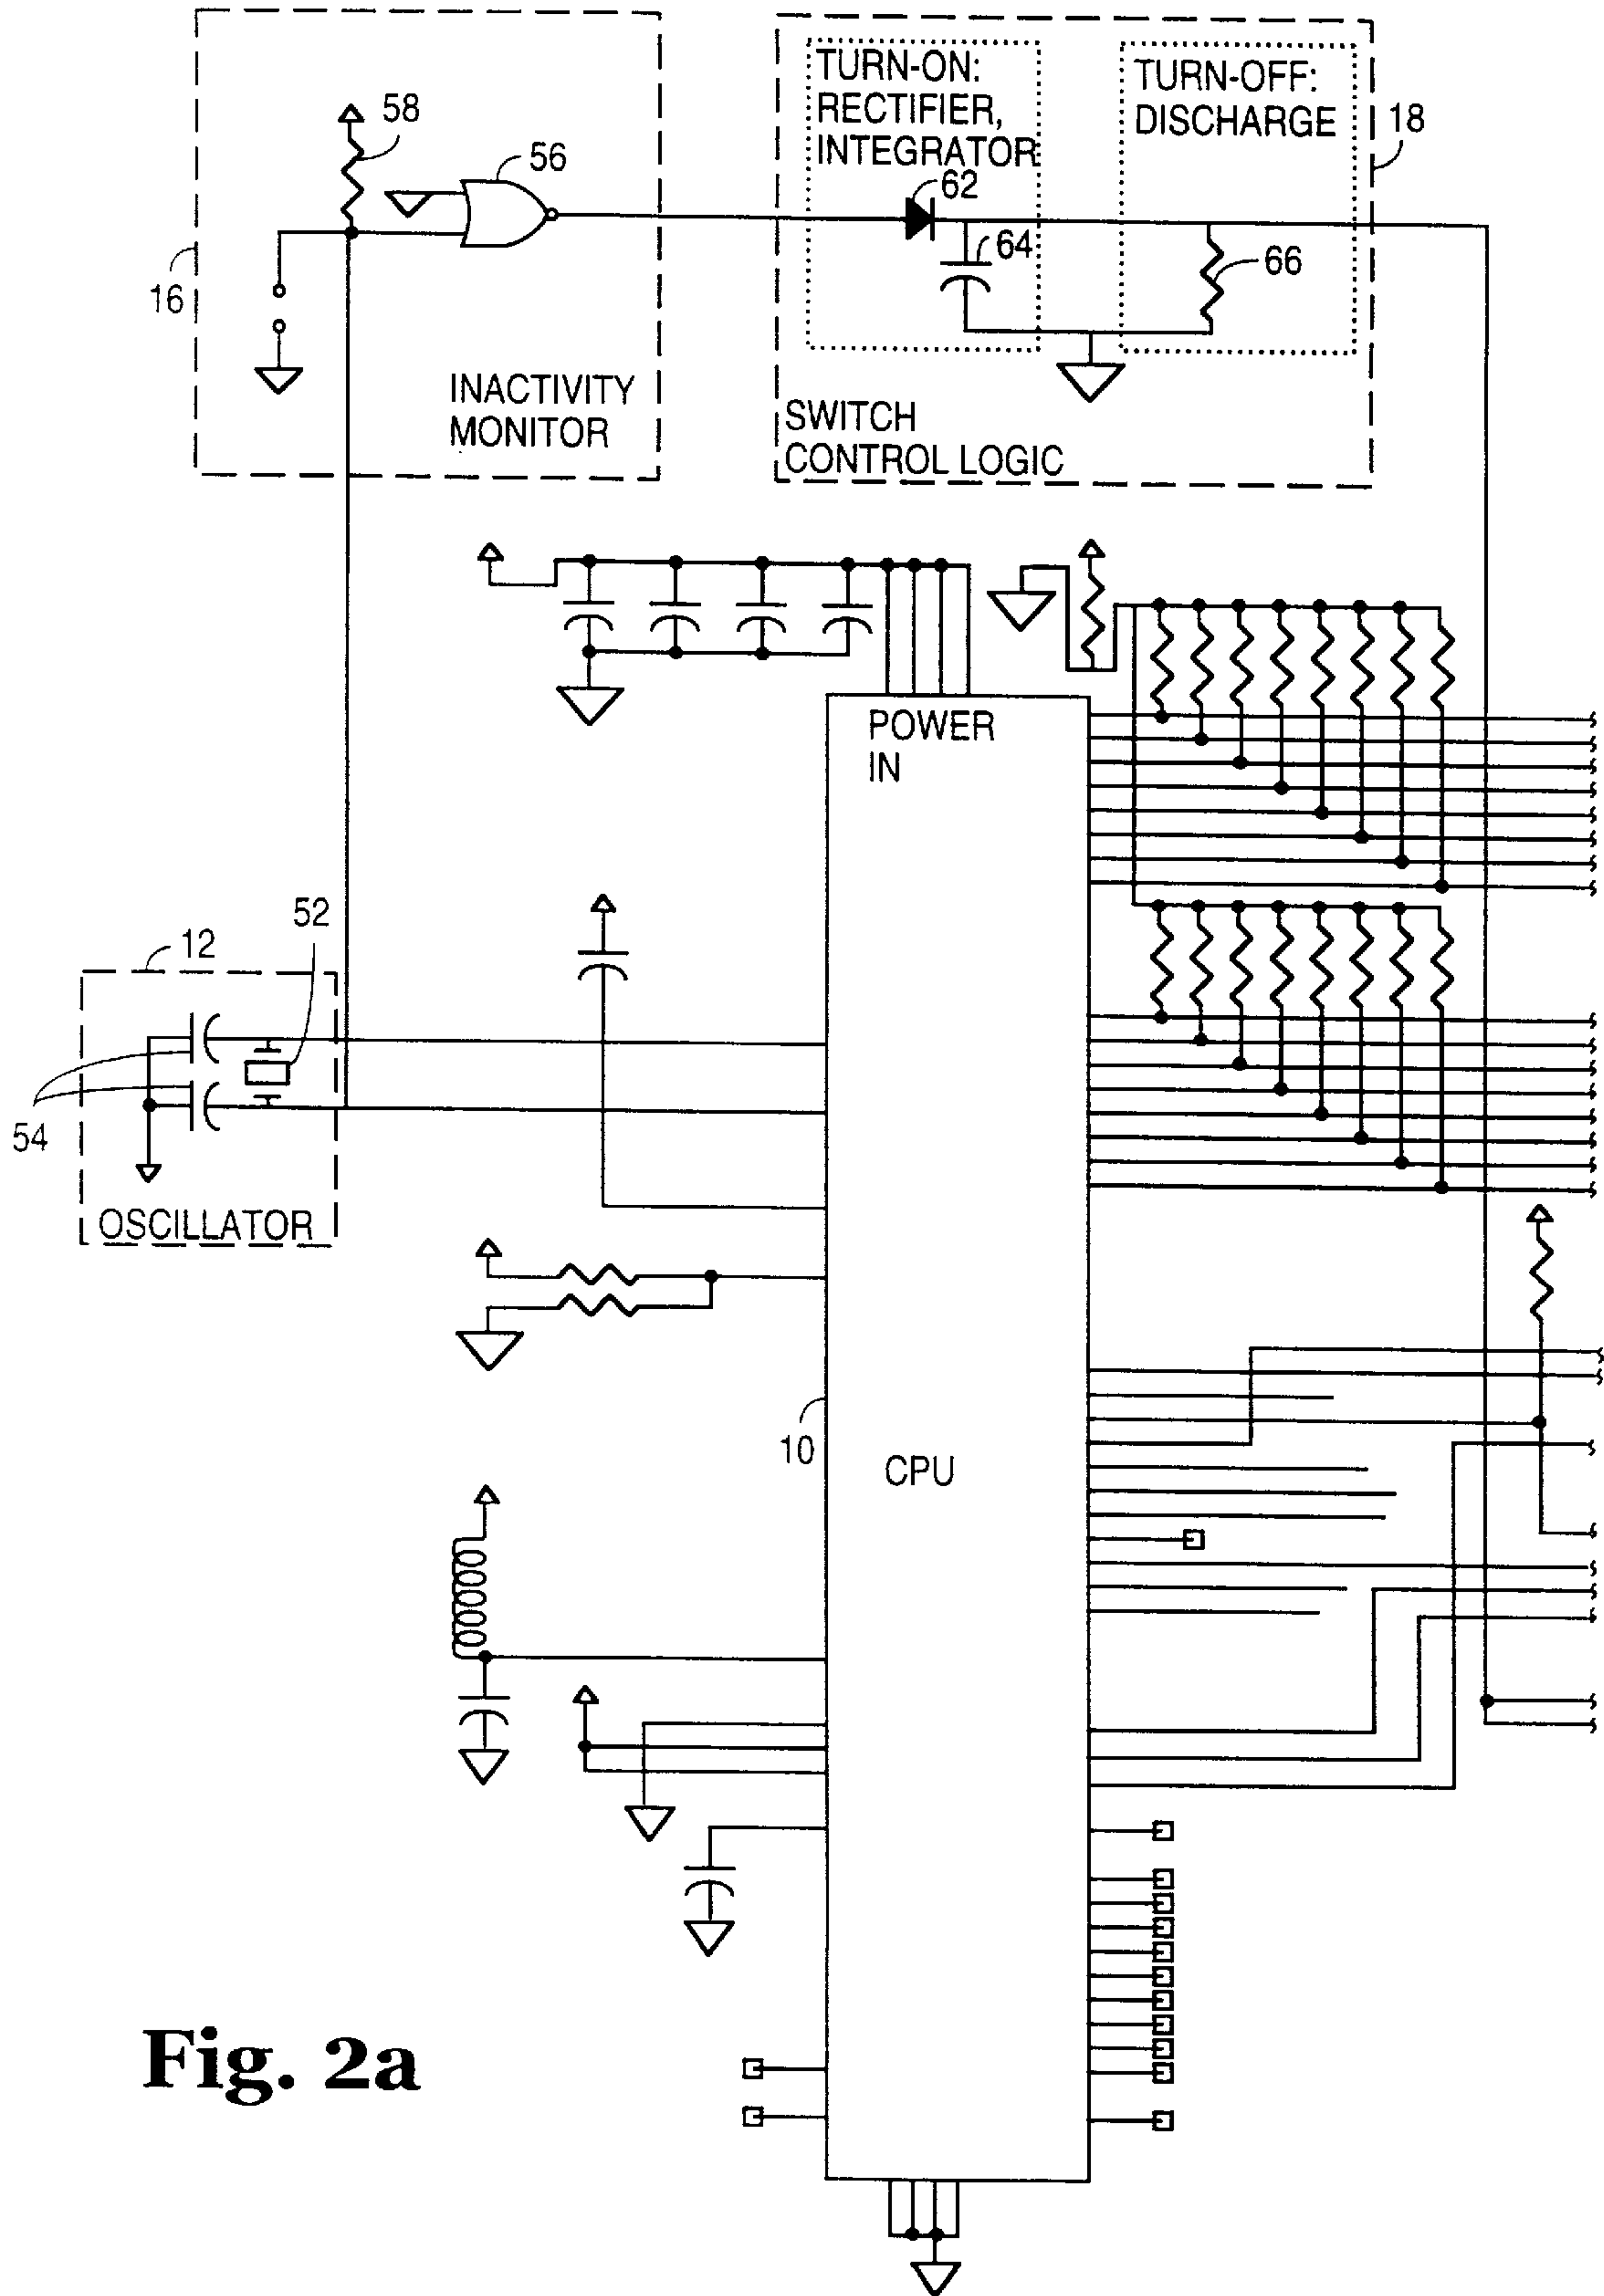 TURN-ON:
RECTIFIER,
INTEGRATOR
TURN-OFF:
DISCHARGE
18
58
56
62
64
66
16
INACTIVITY
MONITOR
SWITCH
CONTROL LOGIC
POWER
IN
52
12
54
OSCILLATOR
10
CPU
Fig. 2a